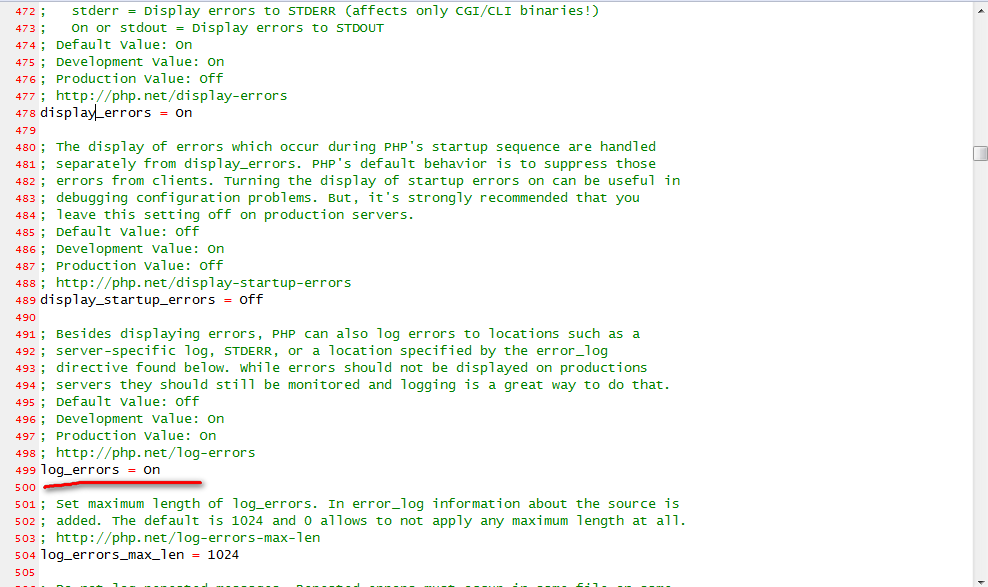 472 ;   stderr = Display errors to STDERR (affects only CGI/CLI binaries!)
473 ;   On or stdout = Display errors to STDOUT
474 ; Default Value: On
475 ; Development Value: On
476 ; Production Value: Off
477 ; http://php.net/display-errors
478 display_errors = On
479
480 ; The display of errors which occur during PHP's startup sequence are handled
481 ; separately from display_errors. PHP's default behavior is to suppress those
482 ; errors from clients. Turning the display of startup errors on can be useful in
483 ; debugging configuration problems. But, it's strongly recommended that you
484 ; leave this setting off on production servers.
485 ; Default Value: Off
486 ; Development Value: On
487 ; Production Value: Off
488 ; http://php.net/display-startup-errors
489 display_startup_errors = Off
490
491 ; Besides displaying errors, PHP can also log errors to locations such as a
492 ; server-specific log, STDERR, or a location specified by the error_log
493 ; directive found below. While errors should not be displayed on productions
494 ; servers they should still be monitored and logging is a great way to do that.
495 ; Default Value: Off
496 ; Development Value: On
497 ; Production Value: On
498 ; http://php.net/log-errors
499 log_errors = On
500
501 ; Set maximum length of log_errors. In error_log information about the source is
502 ; added. The default is 1024 and 0 allows to not apply any maximum length at all.
503 ; http://php.net/log-errors-max-len
504 log_errors_max_len = 1024
505